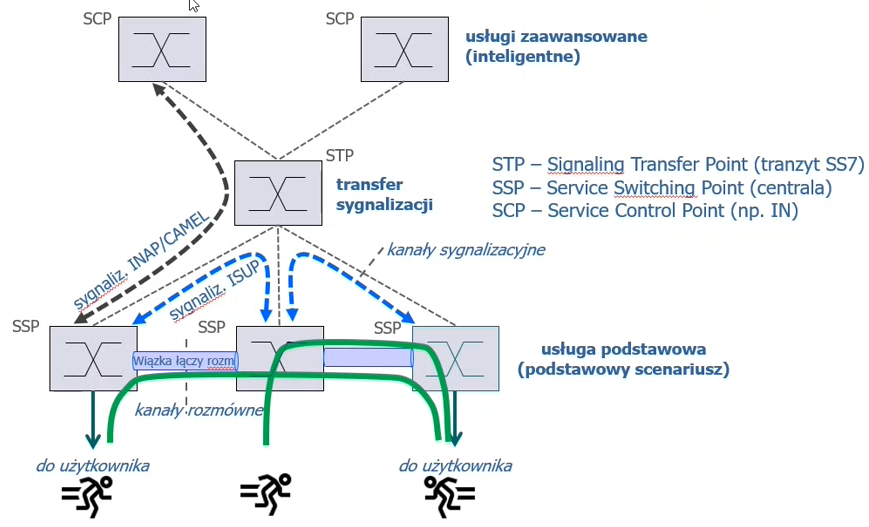 SCP
SCP
usługi zaawansowane
(inteligentne)
STP
transfer
sygnalizacji
STP – Signaling Transfer Point (tranzyt SS7)
SSP – Service Switching Point (centrala)
SCP – Service Control Point (np. IN)
sygnaliz. INAP/CAMEL
sygnaliz. ISUP
kanały sygnalizacyjne
SSP
SSP
SSP
Wiązka łączy rozm
usługa podstawowa
(podstawowy scenariusz)
kanały rozmówne
do użytkownika
do użytkownika